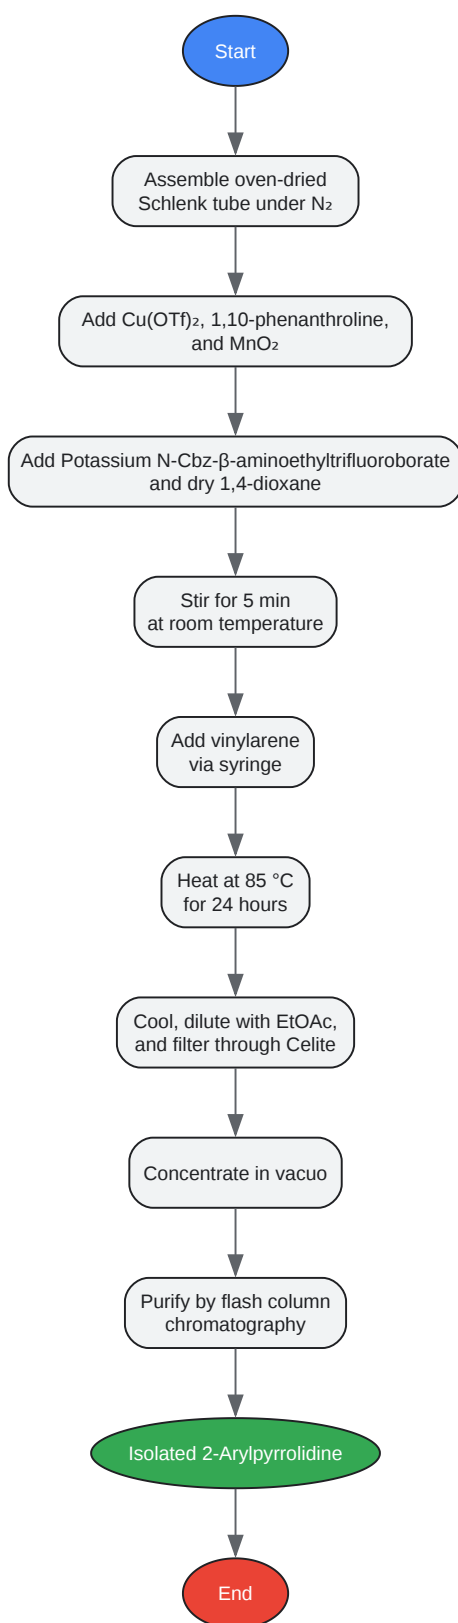 Start
Assemble oven-dried
Schlenk tube under N₂
Add Cu(OTf)₂, 1,10-phenanthroline,
and MnO₂
Add Potassium N-Cbz-β-aminoethyltrifluoroborate
and dry 1,4-dioxane
Stir for 5 min
at room temperature
Add vinylarene
via syringe
Heat at 85 °C
for 24 hours
Cool, dilute with EtOAc,
and filter through Celite
Concentrate in vacuo
Purify by flash column
chromatography
Isolated 2-Arylpyrrolidine
End